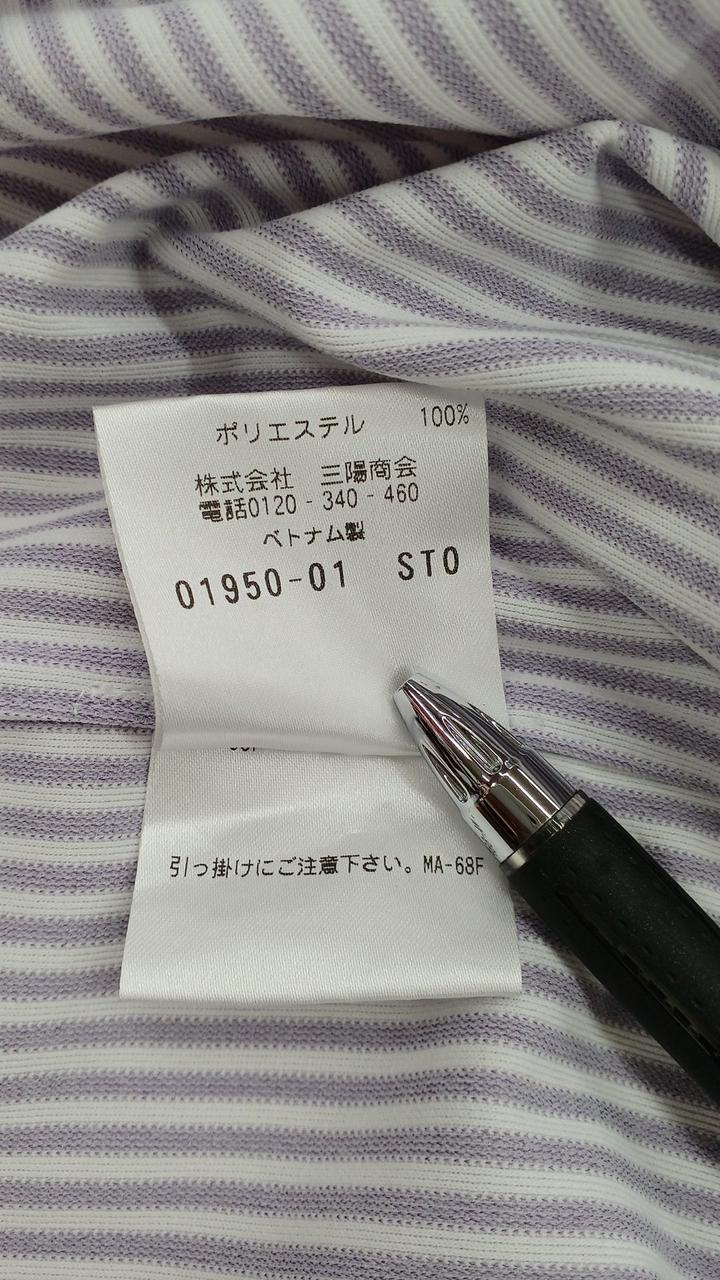 ポリエステル 100%
株式会社 三陽商会
電話0120-340-460
ベトナム製
01950-01 STO
引っ掛けにご注意下さい。MA-68F